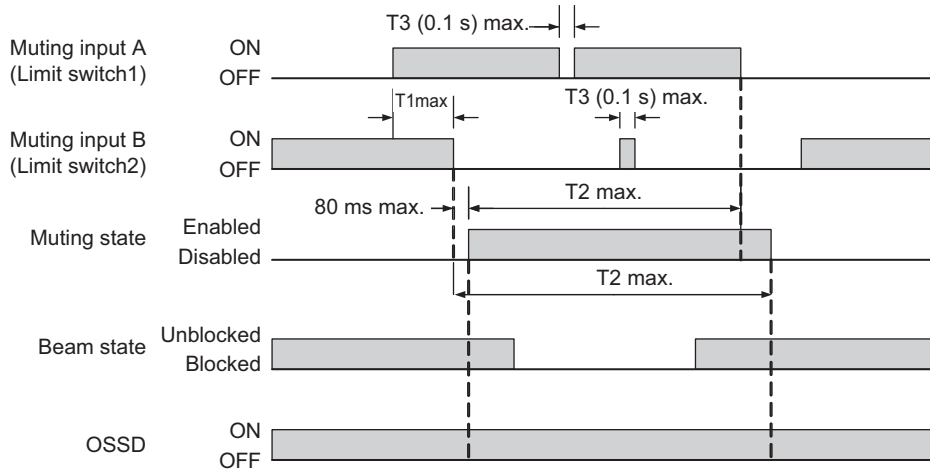 T3 (0.1 s) max.
Muting input A
(Limit switch1)
ON
OFF
T1max
T3 (0.1 s) max.
Muting input B
(Limit switch2)
ON
OFF
80 ms max.
T2 max.
Muting state
Enabled
Disabled
T2 max.
Beam state
Unblocked
Blocked
OSSD
ON
OFF